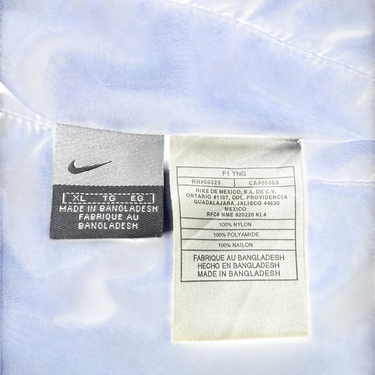 XL TG EG
MADE IN BANGLADESH
FABRIQUE AU
BANGLADESH
F1 YNG
RN#56323 CA#05553
NIKE DE MEXICO, S.A. DE C.V.
ONTARIO #1107, COL. PROVIDENCIA
GUADALAJARA, JALISCO 44630
MEXICO
RFC# NME 920220 KL4
100% NYLON
100% POLYAMIDE
100% NAILON
FABRIQUE AU BANGLADESH
HECHO EN BANGLADESH
MADE IN BANGLADESH